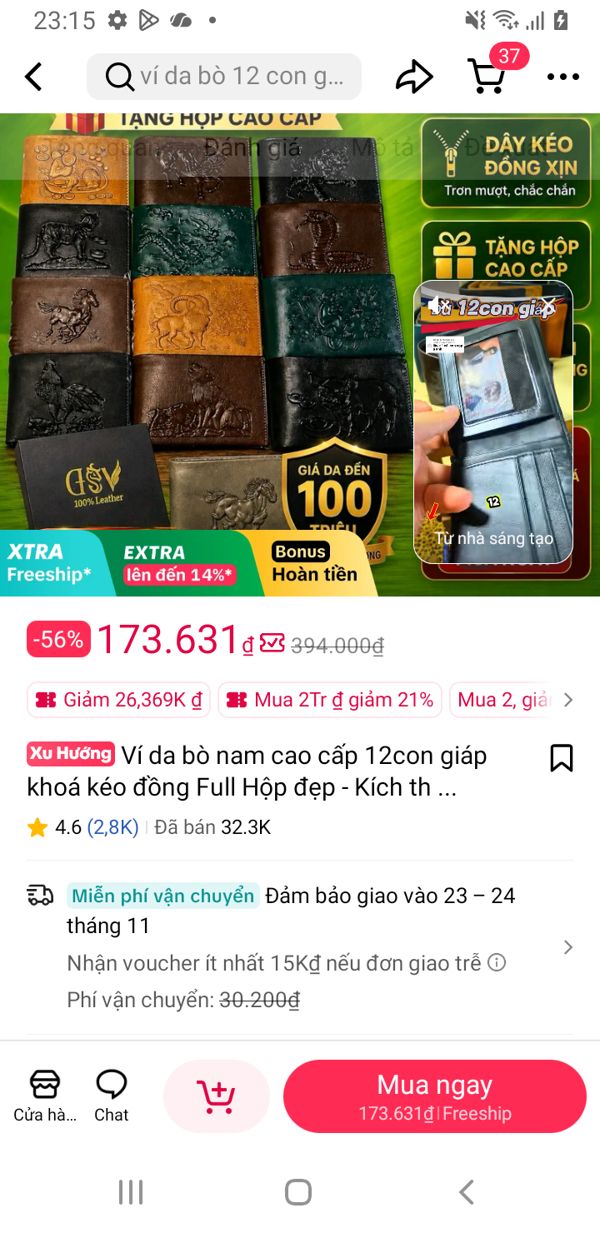 23:15
ví da bò 12 con g...
37
TẶNG HỘP CAO CẤP
Đánh giá
Mô tả
DÂY KÉO
ĐỒNG XỊN
Trơn mượt, chắc chắn
TẶNG HỘP
CAO CẤP
12con giáp
12
Từ nhà sáng tạo
GSV
100% Leather
GIÁ DA ĐẾN
100
TRIỆU
XTRA
Freeship*
EXTRA
lên đến 14%*
Bonus
Hoàn tiền
-56% 173.631₫ 394.000₫
Giảm 26,369K ₫
Mua 2Tr ₫ giảm 21%
Mua 2, giả
Xu Hướng Ví da bò nam cao cấp 12con giáp
khoá kéo đồng Full Hộp đẹp - Kích th ...
4.6 (2,8K) Đã bán 32.3K
Miễn phí vận chuyển Đảm bảo giao vào 23 – 24
tháng 11
Nhận voucher ít nhất 15K₫ nếu đơn giao trễ
Phí vận chuyển: 30.200₫
Cửa hà...
Chat
Mua ngay
173.631₫ Freeship